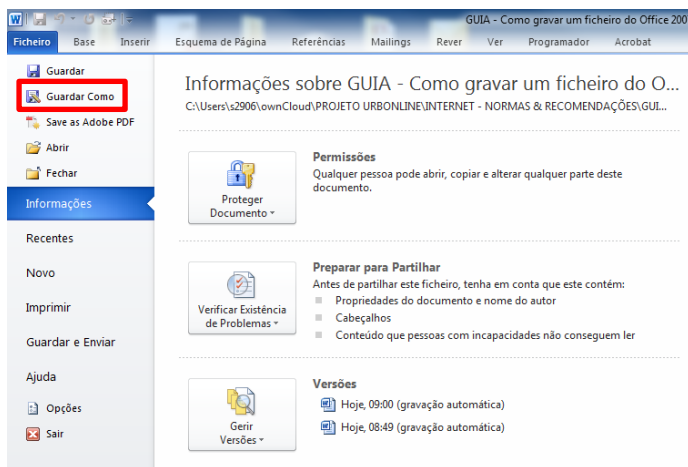 GUIA - Como gravar um ficheiro do Office 200
Ficheiro Base Inserir Esquema de Página Referências Mailings Rever Ver Programador Acrobat
Guardar
Guardar Como
Save as Adobe PDF
Abrir
Fechar
Informações
Recentes
Novo
Imprimir
Guardar e Enviar
Ajuda
Opções
Sair
Informações sobre GUIA - Como gravar um ficheiro do O...
C:\Users\s2906\ownCloud\PROJETO URBONLINE\INTERNET - NORMAS & RECOMENDAÇÕES\GUI...
Proteger
Documento
Permissões
Qualquer pessoa pode abrir, copiar e alterar qualquer parte deste
documento.
Verificar Existência
de Problemas
Preparar para Partilhar
Antes de partilhar este ficheiro, tenha em conta que este contém:
Propriedades do documento e nome do autor
Cabeçalhos
Conteúdo que pessoas com incapacidades não conseguem ler
Gerir
Versões
Versões
Hoje, 09:00 (gravação automática)
Hoje, 08:49 (gravação automática)